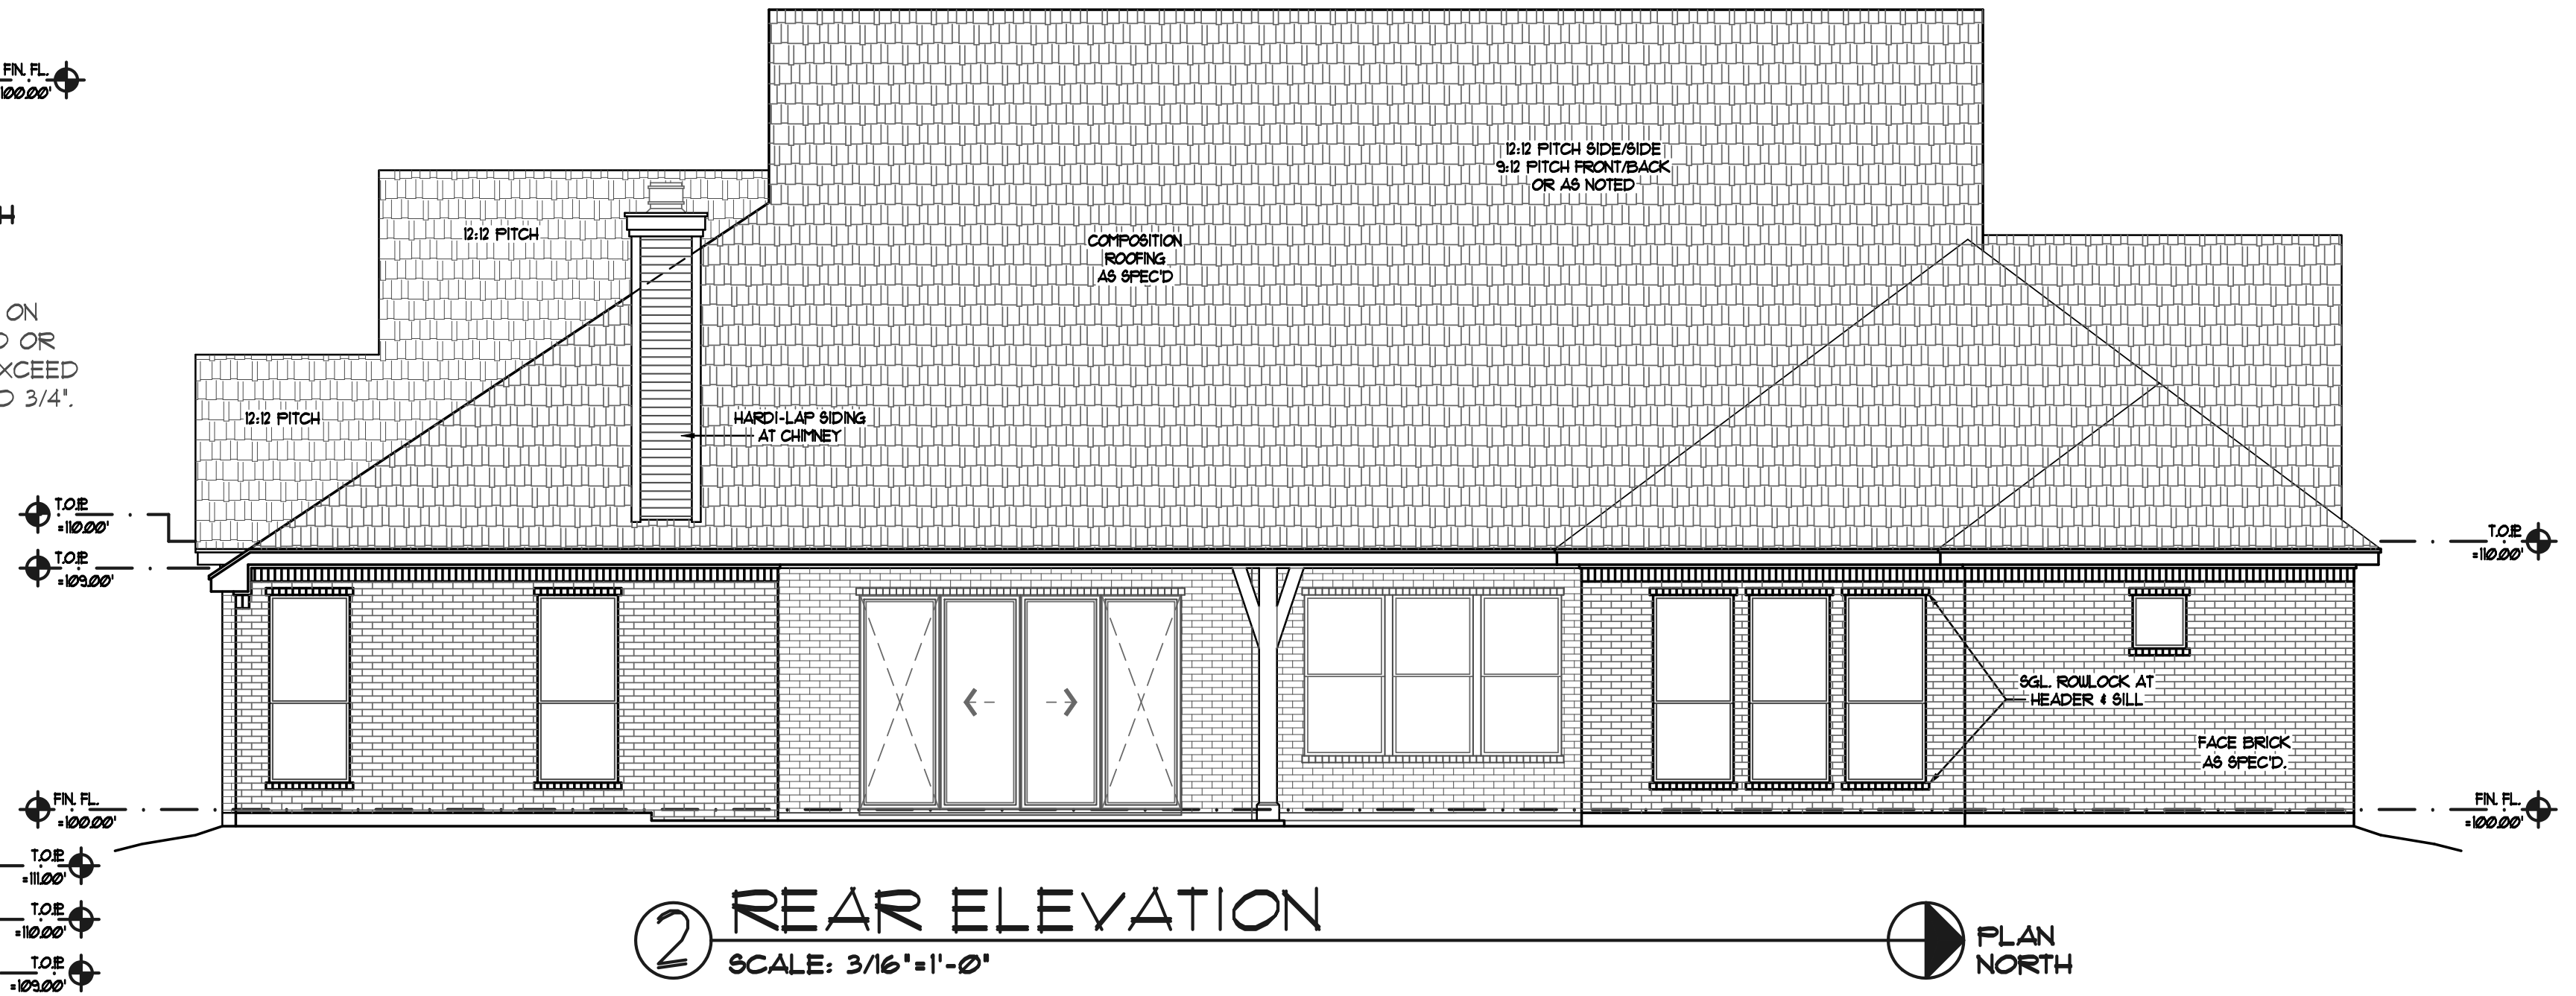 FIN. FL.
100.00'
H
ON
D OR
XCEED
O 3/4".
12:12 PITCH
12:12 PITCH
12:12 PITCH SIDE/SIDE
9:12 PITCH FRONT/BACK
OR AS NOTED
COMPOSITION
ROOFING
AS SPEC'D
HARDI-LAP SIDING
AT CHIMNEY
T.O.P.
=110.00'
T.O.P.
=109.00'
T.O.P.
=110.00'
SGL. ROWLOCK AT
HEADER & SILL
FACE BRICK
AS SPEC'D.
FIN. FL.
=100.00'
FIN. FL.
=100.00'
T.O.P.
=111.00'
T.O.P.
=110.00'
T.O.P.
=109.00'
2
REAR ELEVATION
SCALE: 3/16"=1'-0"
PLAN
NORTH